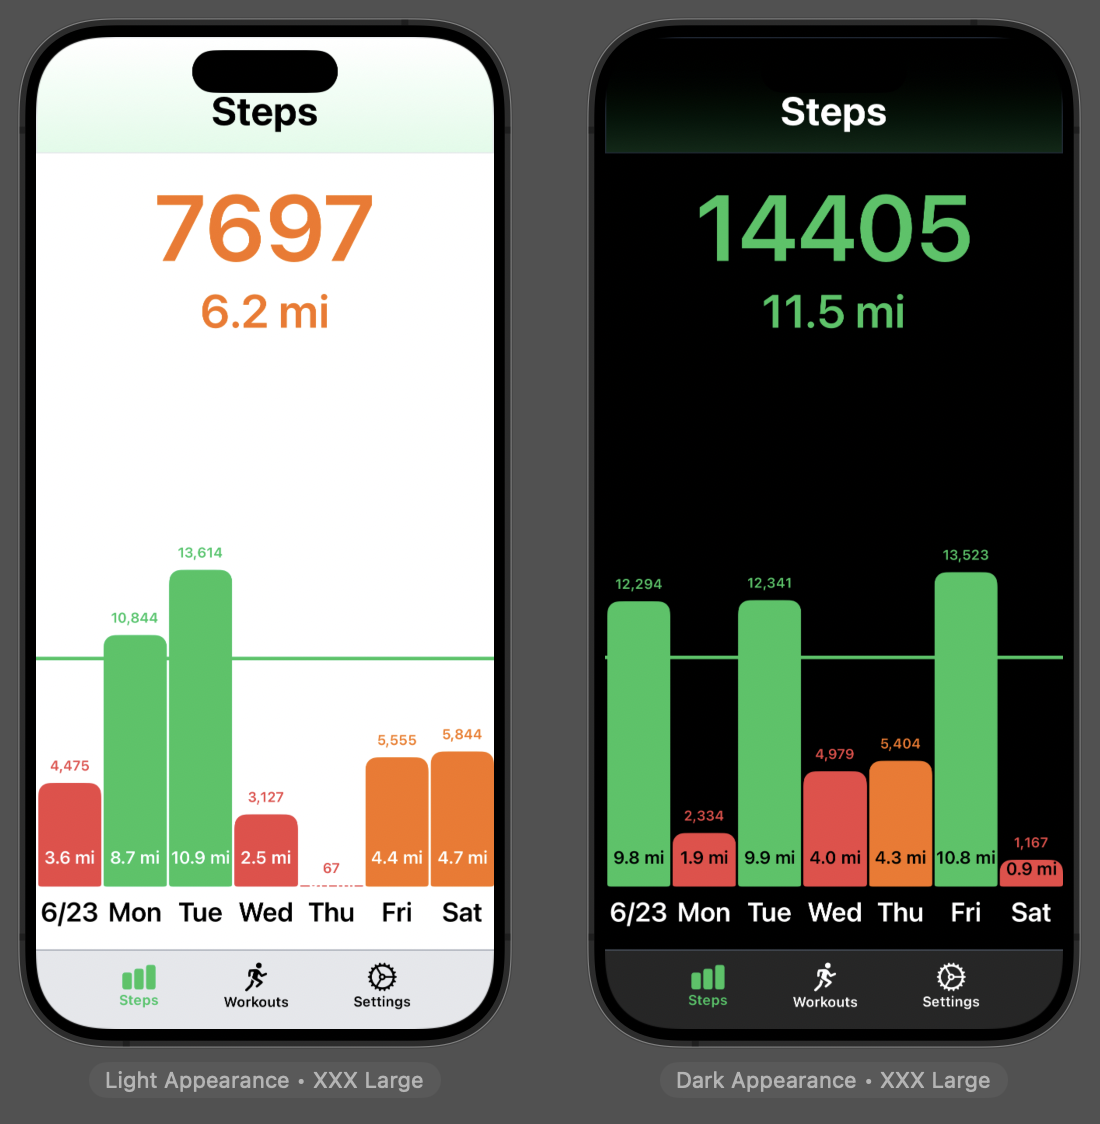 Steps
7697
6.2 mi
13,614
10,844
5,844
5,555
4,475
3,127
67
3.6 mi 8.7 mi 10.9 mi 2.5 mi 4.4 mi 4.7 mi
6/23 Mon Tue Wed Thu Fri Sat
Steps Workouts Settings
Light Appearance • XXX Large
Steps
14405
11.5 mi
13,523
12,294 12,341
5,404
4,979
2,334
1,167
9.8 mi 1.9 mi 9.9 mi 4.0 mi 4.3 mi 10.8 mi 0.9 mi
6/23 Mon Tue Wed Thu Fri Sat
Steps Workouts Settings
Dark Appearance • XXX Large